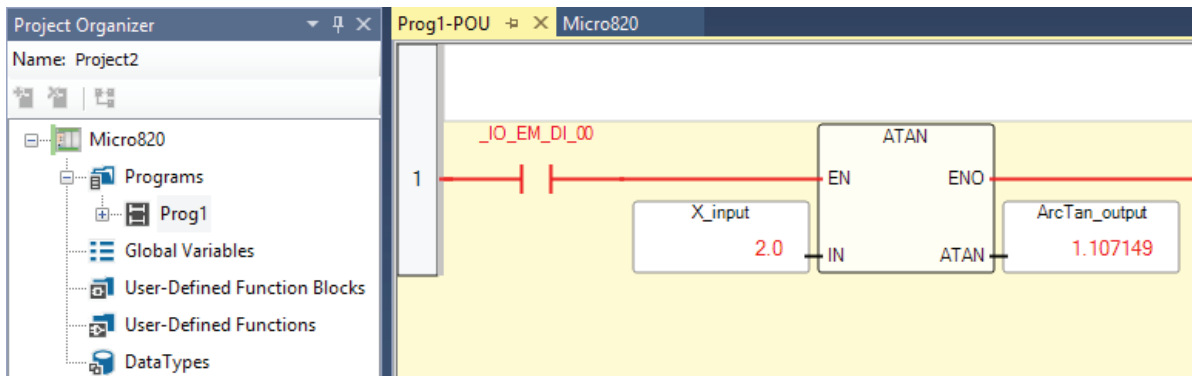 Project Organizer
Name: Project2
Micro820
Programs
Prog1
Global Variables
User-Defined Function Blocks
User-Defined Functions
DataTypes
Prog1-POU Micro820
_IO_EM_DI_00 ATAN
1 EN ENO
X_input ArcTan_output
2.0 IN ATAN 1.107149